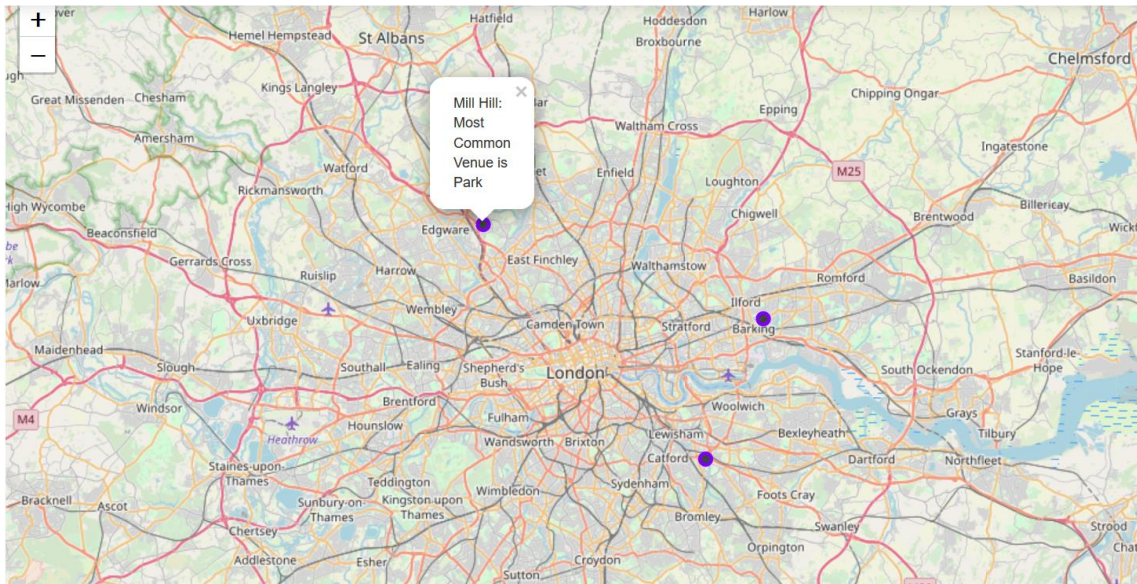 +
−
Hatfield
Hoddesdon
Harlow
Hemel Hempstead
St Albans
Broxbourne
Chelmsford
Kings Langley
Chipping Ongar
Great Missenden
Chesham
Epping
Mill Hill:
Most
Common
Venue is
Park
×
Waltham Cross
Amersham
Ingatestone
Watford
Enfield
Loughton
M25
Rickmansworth
Billericay
High Wycombe
Chigwell
Brentwood
Beaconsfield
Edgware
Gerrards Cross
East Finchley
Walthamstow
Ruislip
Harrow
Romford
Basildon
Marlow
Wembley
Ilford
Uxbridge
Camden Town
Stratford
Barking
Maidenhead
Slough
Southall
Ealing
Shepherd's
Bush
London
South Ockendon
Stanford-le-
Hope
Windsor
Brentford
Woolwich
Grays
M4
Fulham
Hounslow
Heathrow
Wandsworth
Brixton
Lewisham
Bexleyheath
Tilbury
Catford
Dartford
Northfleet
Staines-upon-
Thames
Teddington
Sydenham
Wimbledon
Foots Cray
Bracknell
Ascot
Sunbury-on-
Thames
Kingston upon
Thames
Bromley
Swanley
Strood
Chertsey
Orpington
Addlestone
Esher
Croydon
Sutton